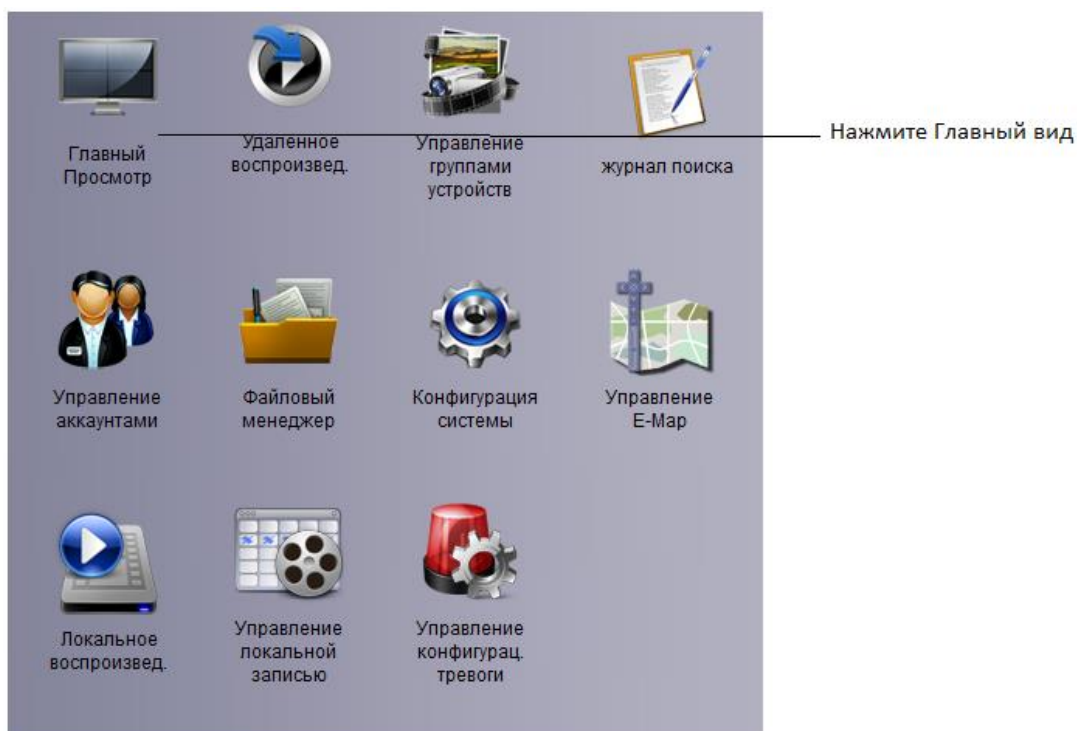 Главный
Просмотр
Удаленное
воспроизвед.
Управление
группами
устройств
журнал поиска
Нажмите Главный вид
Управление
аккаунтами
Файловый
менеджер
Конфигурация
системы
Управление
E-Map
Локальное
воспроизвед.
Управление
локальной
записью
Управление
конфигурац.
тревоги